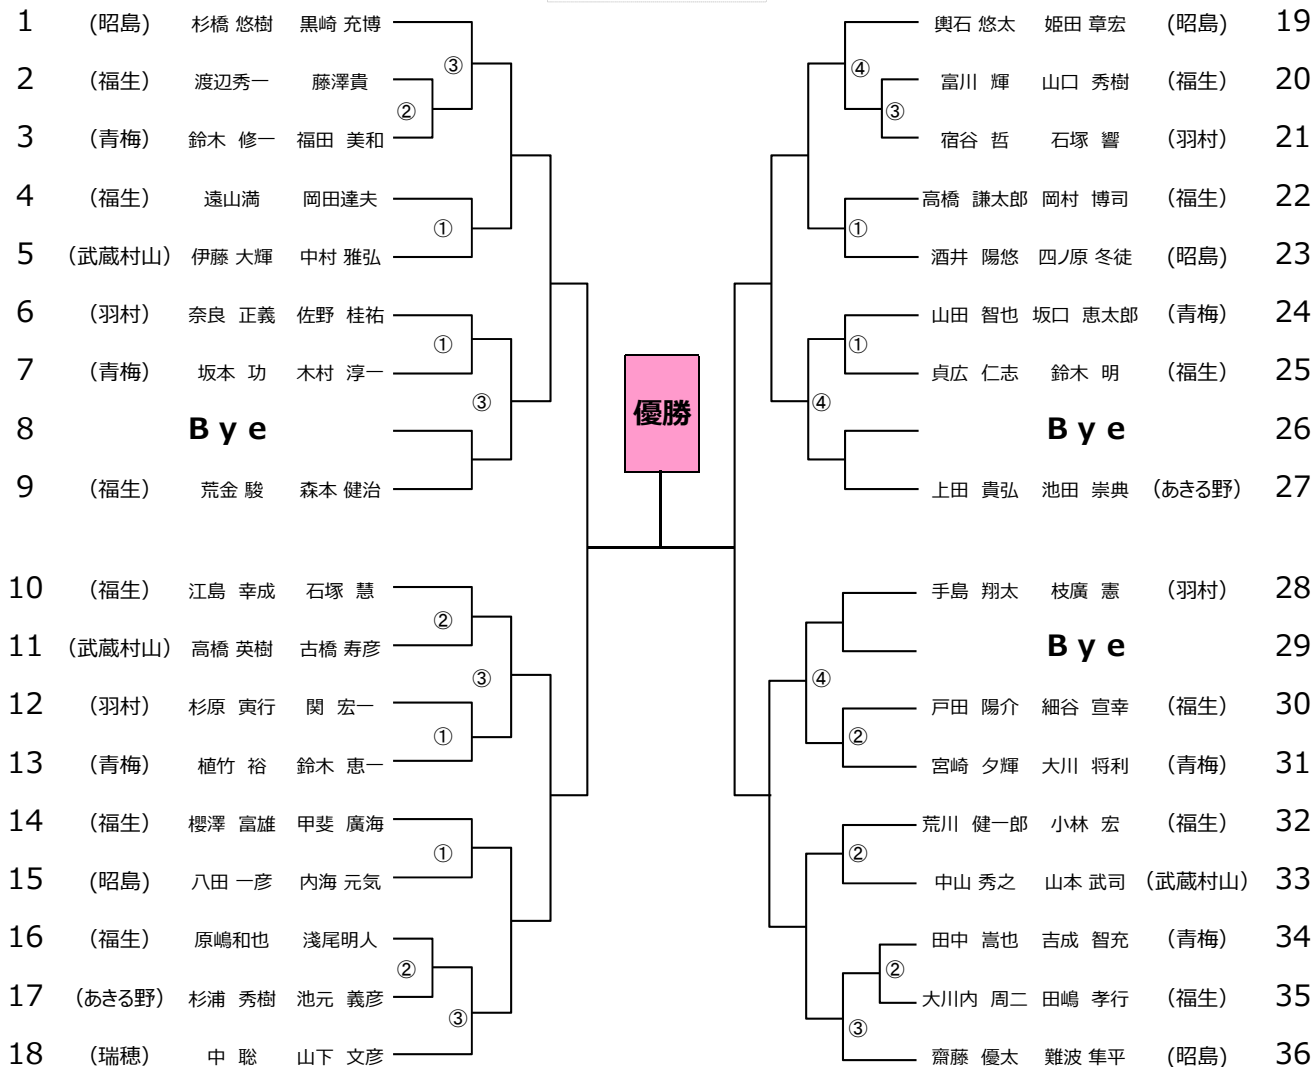 1 (昭島) 杉橋 悠樹 黒崎 充博
③
2 (福生) 渡辺秀一 藤澤貴
②
3 (青梅) 鈴木 修一 福田 美和
4 (福生) 遠山満 岡田達夫
①
5 (武蔵村山) 伊藤 大輝 中村 雅弘
6 (羽村) 奈良 正義 佐野 桂祐
①
7 (青梅) 坂本 功 木村 淳一
③
8 Bye
9 (福生) 荒金 駿 森本 健治
10 (福生) 江島 幸成 石塚 慧
②
11 (武蔵村山) 高橋 英樹 古橋 寿彦
③
12 (羽村) 杉原 寅行 関 宏一
①
13 (青梅) 植竹 裕 鈴木 恵一
14 (福生) 櫻澤 富雄 甲斐 廣海
①
15 (昭島) 八田 一彦 内海 元気
16 (福生) 原嶋和也 淺尾明人
②
17 (あきる野) 杉浦 秀樹 池元 義彦
③
18 (瑞穂) 中 聡 山下 文彦
優勝
輿石 悠太 姫田 章宏 (昭島) 19
④
富川 輝 山口 秀樹 (福生) 20
③
宿谷 哲 石塚 響 (羽村) 21
高橋 謙太郎 岡村 博司 (福生) 22
①
酒井 陽悠 四ノ原 冬徒 (昭島) 23
山田 智也 坂口 恵太郎 (青梅) 24
①
貞広 仁志 鈴木 明 (福生) 25
④
Bye 26
上田 貴弘 池田 崇典 (あきる野) 27
手島 翔太 枝廣 憲 (羽村) 28
Bye 29
④
戸田 陽介 細谷 宣幸 (福生) 30
②
宮崎 夕輝 大川 将利 (青梅) 31
荒川 健一郎 小林 宏 (福生) 32
②
中山 秀之 山本 武司 (武蔵村山) 33
田中 嵩也 吉成 智充 (青梅) 34
②
大川内 周二 田嶋 孝行 (福生) 35
③
齋藤 優太 難波 隼平 (昭島) 36